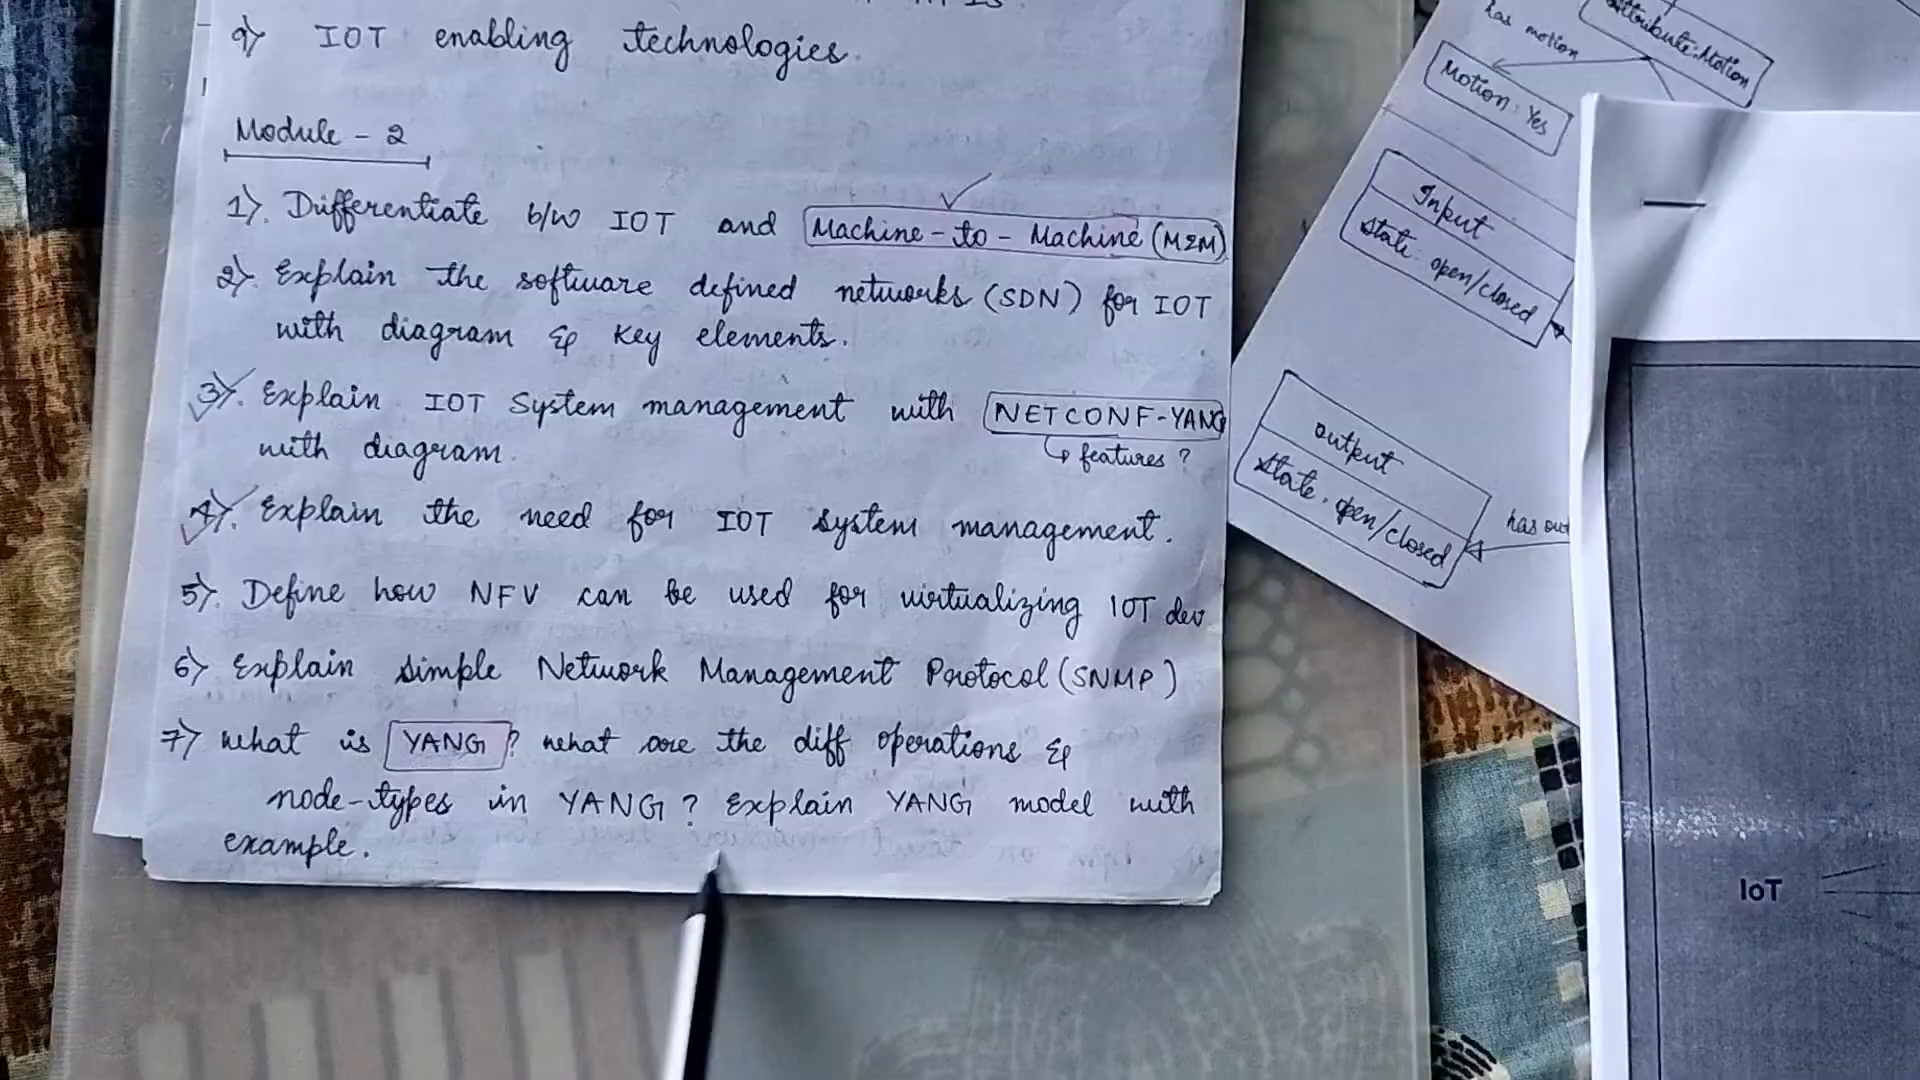 9) IOT enabling technologies.
Module - 2
1). Differentiate b/w IOT and Machine-to-Machine (M2M)
2). Explain the software defined networks (SDN) for IOT
with diagram & key elements.
3). Explain IOT System management with NETCONF-YANG
with diagram.
↳ features?
4). Explain the need for IOT system management.
5). Define how NFV can be used for virtualizing IOT dev
6) Explain simple Network Management Protocol (SNMP)
7) what is YANG? what are the diff operations &
node-types in YANG? Explain YANG model with
example.
has motion
Attribute: Motion
Motion: Yes
Input
State: open/closed
output
State: open/closed
has out
IoT